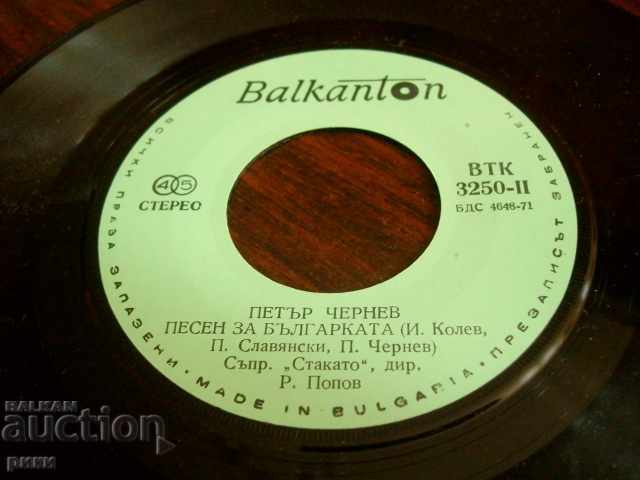 Balkanton
45
СТЕРЕО
ВТК
3250-II
БДС 4648-71
ПЕТЪР ЧЕРНЕВ
ПЕСЕН ЗА БЪЛГАРКАТА (И. Колев,
П. Славянски, П. Чернев)
Съпр. „Стакато", дир.
Р. Попов
ВСИЧКИ ПРАВА ЗАПАЗЕНИ · MADE IN BULGARIA · ПРЕЗАПИСЪТ ЗАБРАНЕН
BALKAN
auction
рики